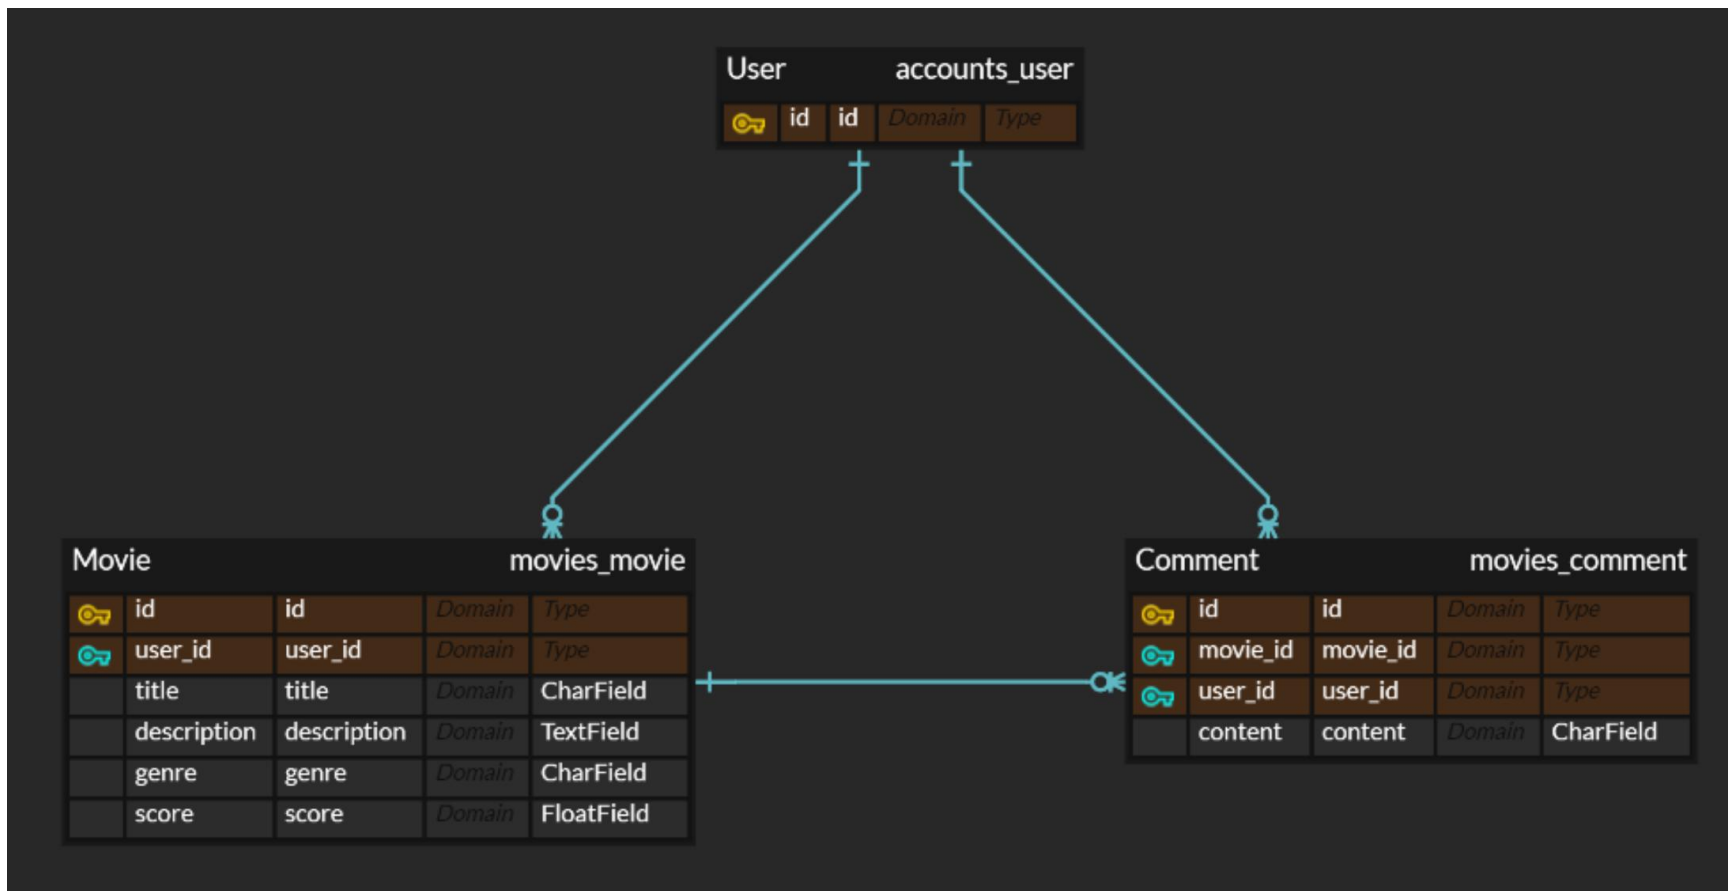 User accounts_user
id id Domain Type
Movie movies_movie
id id Domain Type
user_id user_id Domain Type
title title Domain CharField
description description Domain TextField
genre genre Domain CharField
score score Domain FloatField
Comment movies_comment
id id Domain Type
movie_id movie_id Domain Type
user_id user_id Domain Type
content content Domain CharField